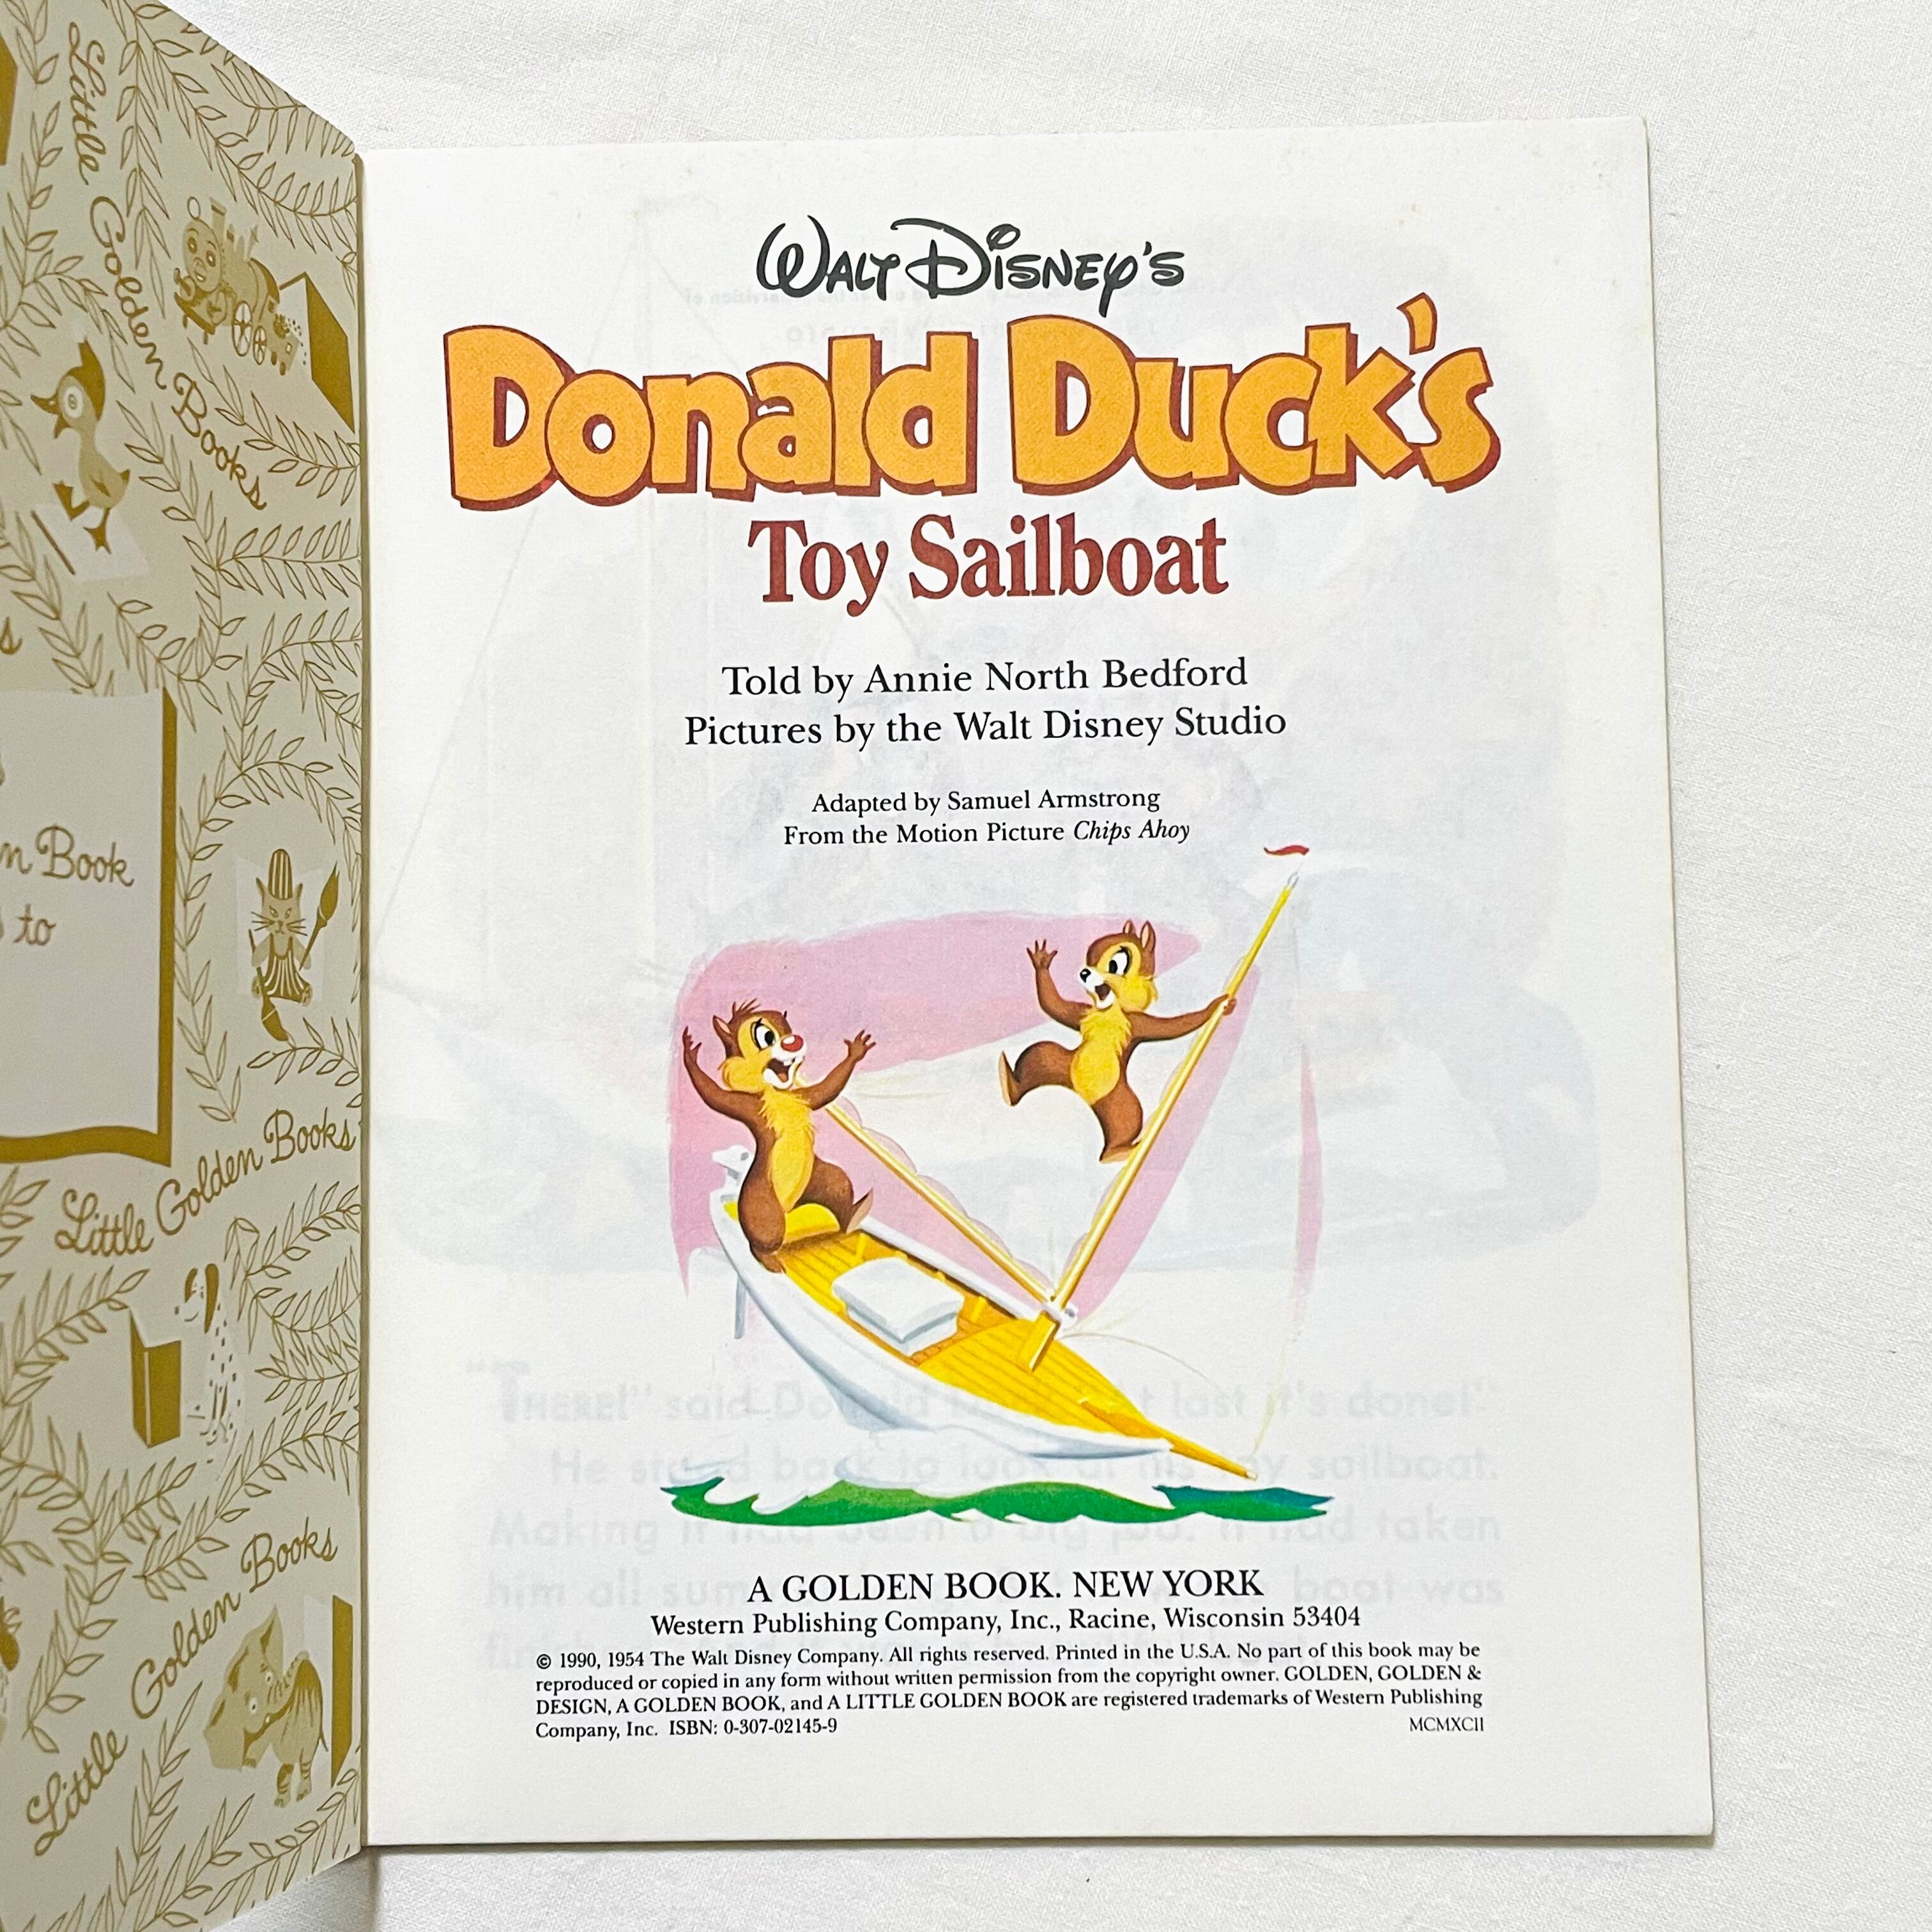 Little Golden Books
n Book
to
Little Golden Books
Little Golden Books
WALT DISNEY'S
Donald Duck's
Toy Sailboat
Told by Annie North Bedford
Pictures by the Walt Disney Studio
Adapted by Samuel Armstrong
From the Motion Picture Chips Ahoy
A GOLDEN BOOK. NEW YORK
Western Publishing Company, Inc., Racine, Wisconsin 53404
© 1990, 1954 The Walt Disney Company. All rights reserved. Printed in the U.S.A. No part of this book may be
reproduced or copied in any form without written permission from the copyright owner. GOLDEN, GOLDEN &
DESIGN, A GOLDEN BOOK, and A LITTLE GOLDEN BOOK are registered trademarks of Western Publishing
Company, Inc. ISBN: 0-307-02145-9 MCMXCII